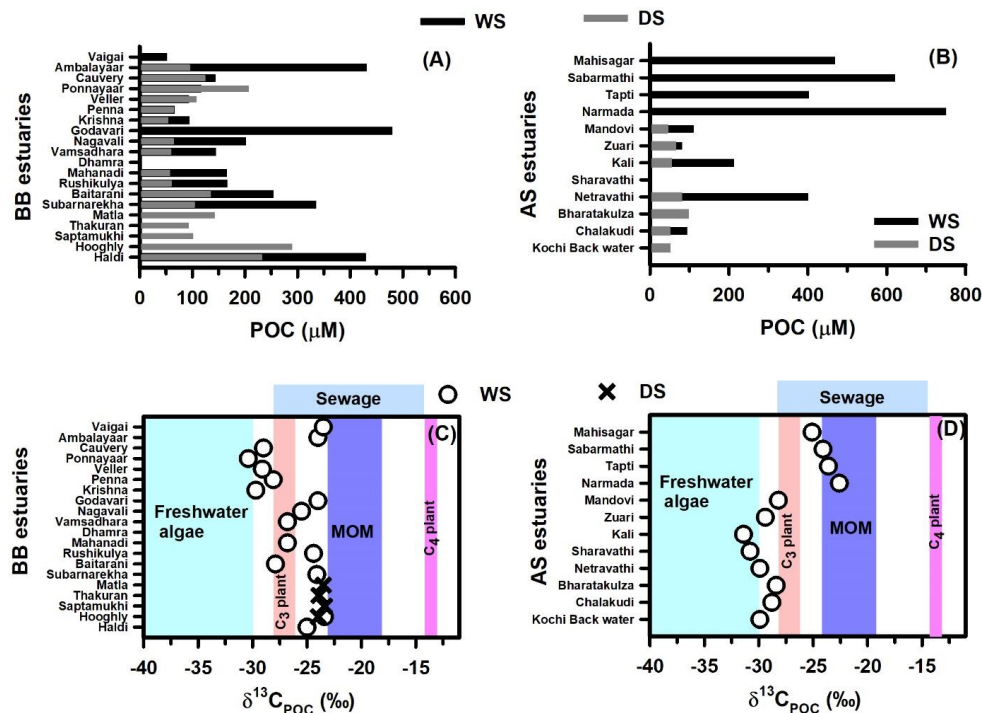 WS DS
(A)
BB estuaries
Vaigai
Ambalayaar
Cauvery
Ponnayaar
Veller
Penna
Krishna
Godavari
Nagavali
Vamsadhara
Dhamra
Mahanadi
Rushikulya
Baitarani
Subarnarekha
Matla
Thakuran
Saptamukhi
Hooghly
Haldi
0 100 200 300 400 500 600
POC (μM)
(B)
AS estuaries
Mahisagar
Sabarmathi
Tapti
Narmada
Mandovi
Zuari
Kali
Sharavathi
Netravathi
Bharatakulza
Chalakudi
Kochi Back water
WS
DS
0 200 400 600 800
POC (μM)
WS DS
Sewage
(C)
BB estuaries
Vaigai
Ambalayaar
Cauvery
Ponnayaar
Veller
Penna
Krishna
Godavari
Nagavali
Vamsadhara
Dhamra
Mahanadi
Rushikulya
Baitarani
Subarnarekha
Matla
Thakuran
Saptamukhi
Hooghly
Haldi
Freshwater
algae
C3 plant
MOM
C4 plant
-40 -35 -30 -25 -20 -15
δ13CPOC (‰)
Sewage
(D)
AS estuaries
Mahisagar
Sabarmathi
Tapti
Narmada
Mandovi
Zuari
Kali
Sharavathi
Netravathi
Bharatakulza
Chalakudi
Kochi Back water
Freshwater
algae
C3 plant
MOM
C4 plant
-40 -35 -30 -25 -20 -15
δ13CPOC (‰)